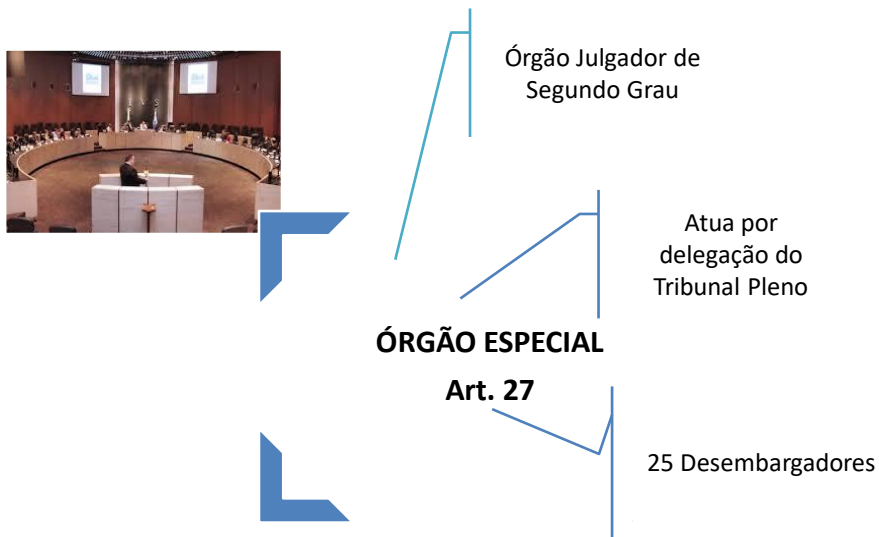 Órgão Julgador de
Segundo Grau
Atua por
delegação do
Tribunal Pleno
ÓRGÃO ESPECIAL
Art. 27
25 Desembargadores